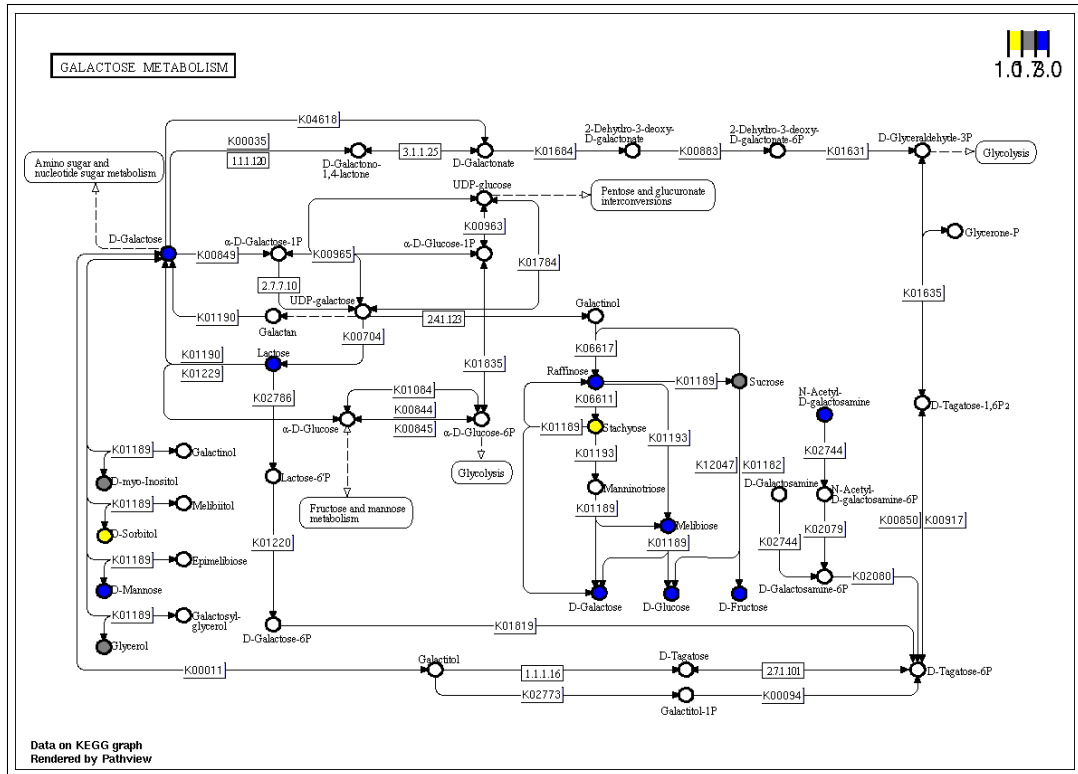 GALACTOSE METABOLISM
K04618
K00035
1.1.1.120
D-Galactono-
1,4-lactone
3.1.1.25
D-Galactonate
K01684
2-Dehydro-3-deoxy-
D-galactonate
K00883
2-Dehydro-3-deoxy-
D-galactonate-6P
K01631
D-Glyceraldehyde-3P
Glycolysis
Amino sugar and
nucleotide sugar metabolism
UDP-glucose
Pentose and glucuronate
interconversions
K00963
D-Galactose
K00849
α-D-Galactose-1P
K00965
α-D-Glucose-1P
K01784
Glycerone-P
2.7.7.10
UDP-galactose
Galactinol
K01635
K01190
Galactan
2.4.1.123
K00704
K01190
K01229
Lactose
K01835
K06617
Raffinose
K01189
Sucrose
K02786
K01084
K00844
K00845
α-D-Glucose
α-D-Glucose-6P
K06611
K01189
Stachyose
K01193
K01193
N-Acetyl-
D-galactosamine
D-Tagatose-1,6P2
K02744
K01189
Galactinol
D-myo-Inositol
Lactose-6'P
Glycolysis
Manninotriose
K01189
K12047
K01182
D-Galactosamine
N-Acetyl-
D-galactosamine-6P
K01189
Melibiitol
D-Sorbitol
Fructose and mannose
metabolism
Melibiose
K01189
K02744
K02079
K00850
K00917
K01220
K01189
Epimelibiose
D-Mannose
D-Galactose
D-Glucose
D-Fructose
D-Galactosamine-6P
K02080
K01189
Galactosyl-
glycerol
Glycerol
D-Galactose-6P
K01819
K00011
Galactitol
1.1.1.16
D-Tagatose
2.7.1.101
D-Tagatose-6P
K02773
Galactitol-1P
K00094
Data on KEGG graph
Rendered by Pathview